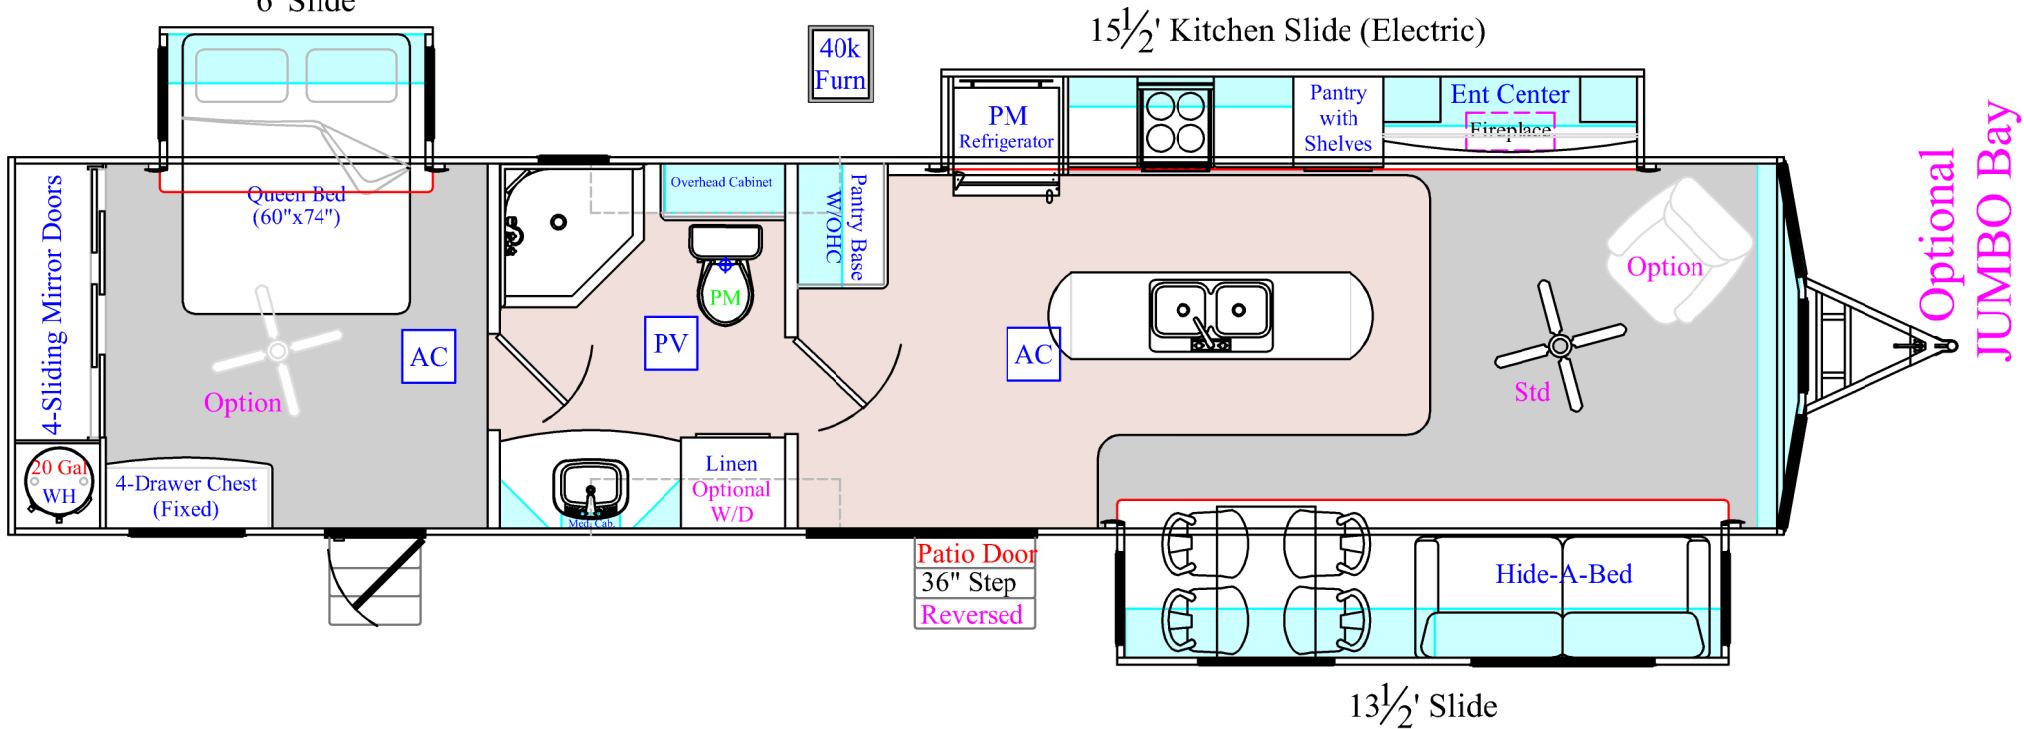 6' Slide
40k
Furn
15½' Kitchen Slide (Electric)
PM
Refrigerator
Pantry
with
Shelves
Ent Center
Fireplace
Optional
JUMBO Bay
4-Sliding Mirror Doors
Queen Bed
(60"x74")
Overhead Cabinet
Pantry Base
W/OHC
PM
Option
AC
PV
AC
Option
Std
20 Gal
WH
4-Drawer Chest
(Fixed)
Med. Cab.
Linen
Optional
W/D
Patio Door
36" Step
Reversed
Hide-A-Bed
13½' Slide